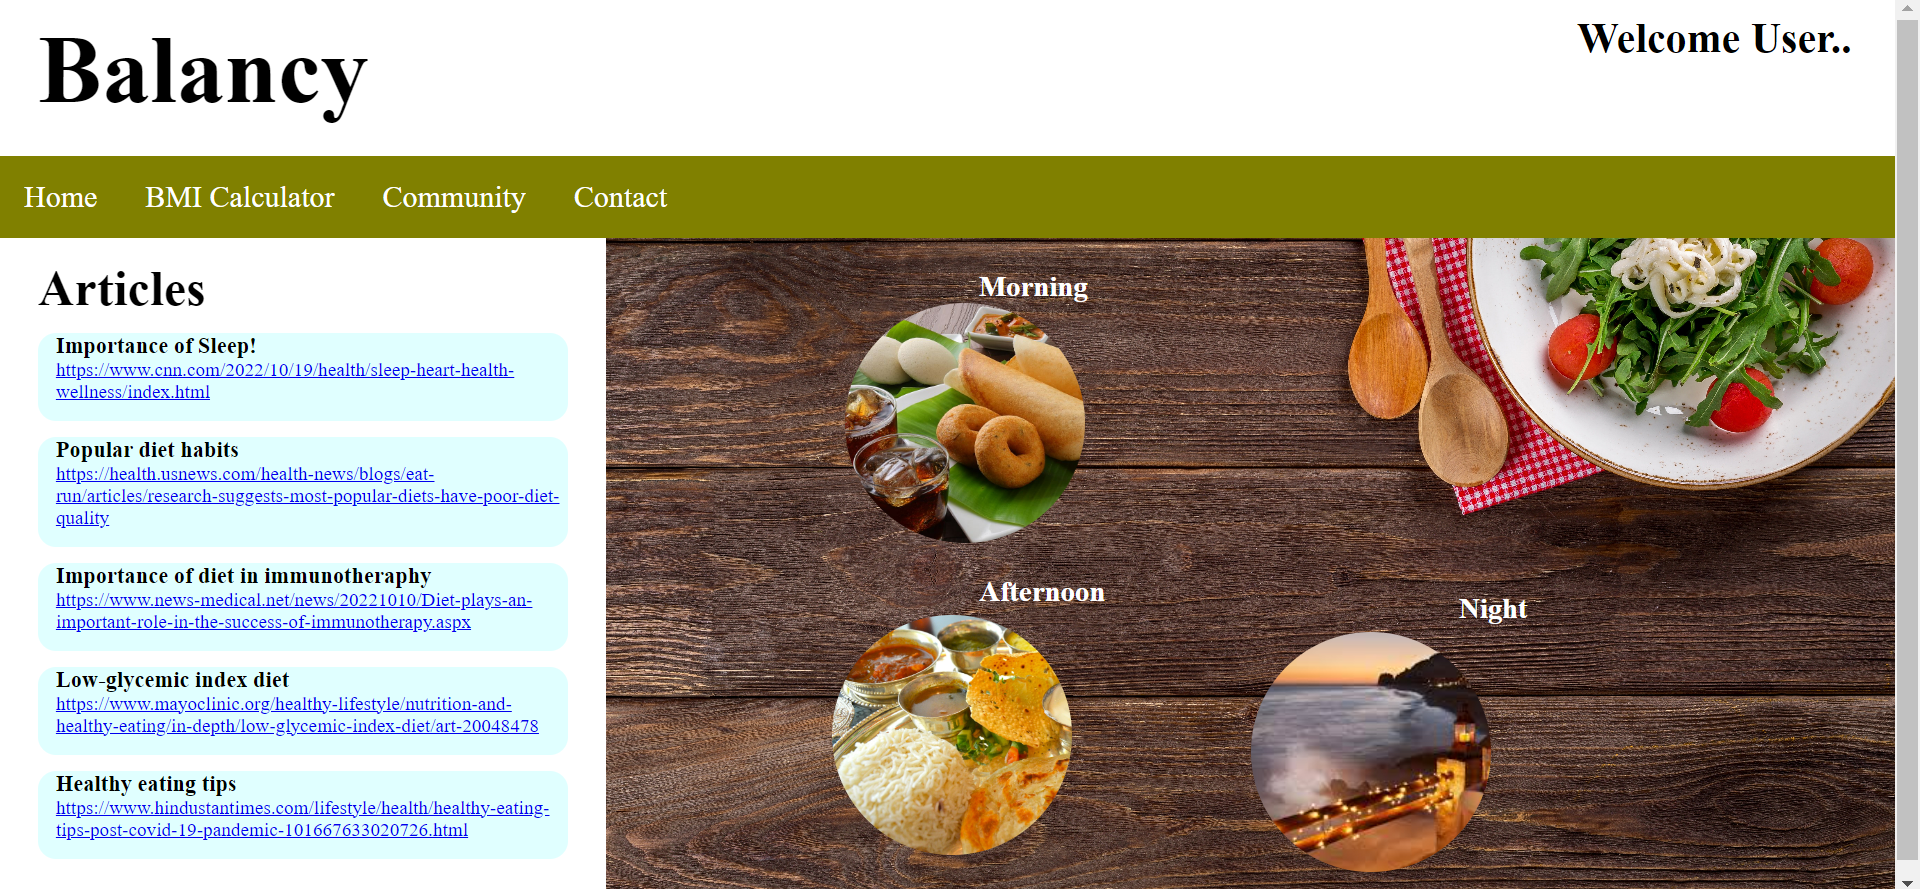 Balancy
Welcome User..
Home
BMI Calculator
Community
Contact
Articles
Importance of Sleep!
https://www.cnn.com/2022/10/19/health/sleep-heart-health-
wellness/index.html
Popular diet habits
https://health.usnews.com/health-news/blogs/eat-
run/articles/research-suggests-most-popular-diets-have-poor-diet-
quality
Importance of diet in immunotheraphy
https://www.news-medical.net/news/20221010/Diet-plays-an-
important-role-in-the-success-of-immunotherapy.aspx
Low-glycemic index diet
https://www.mayoclinic.org/healthy-lifestyle/nutrition-and-
healthy-eating/in-depth/low-glycemic-index-diet/art-20048478
Healthy eating tips
https://www.hindustantimes.com/lifestyle/health/healthy-eating-
tips-post-covid-19-pandemic-101667633020726.html
Morning
Afternoon
Night